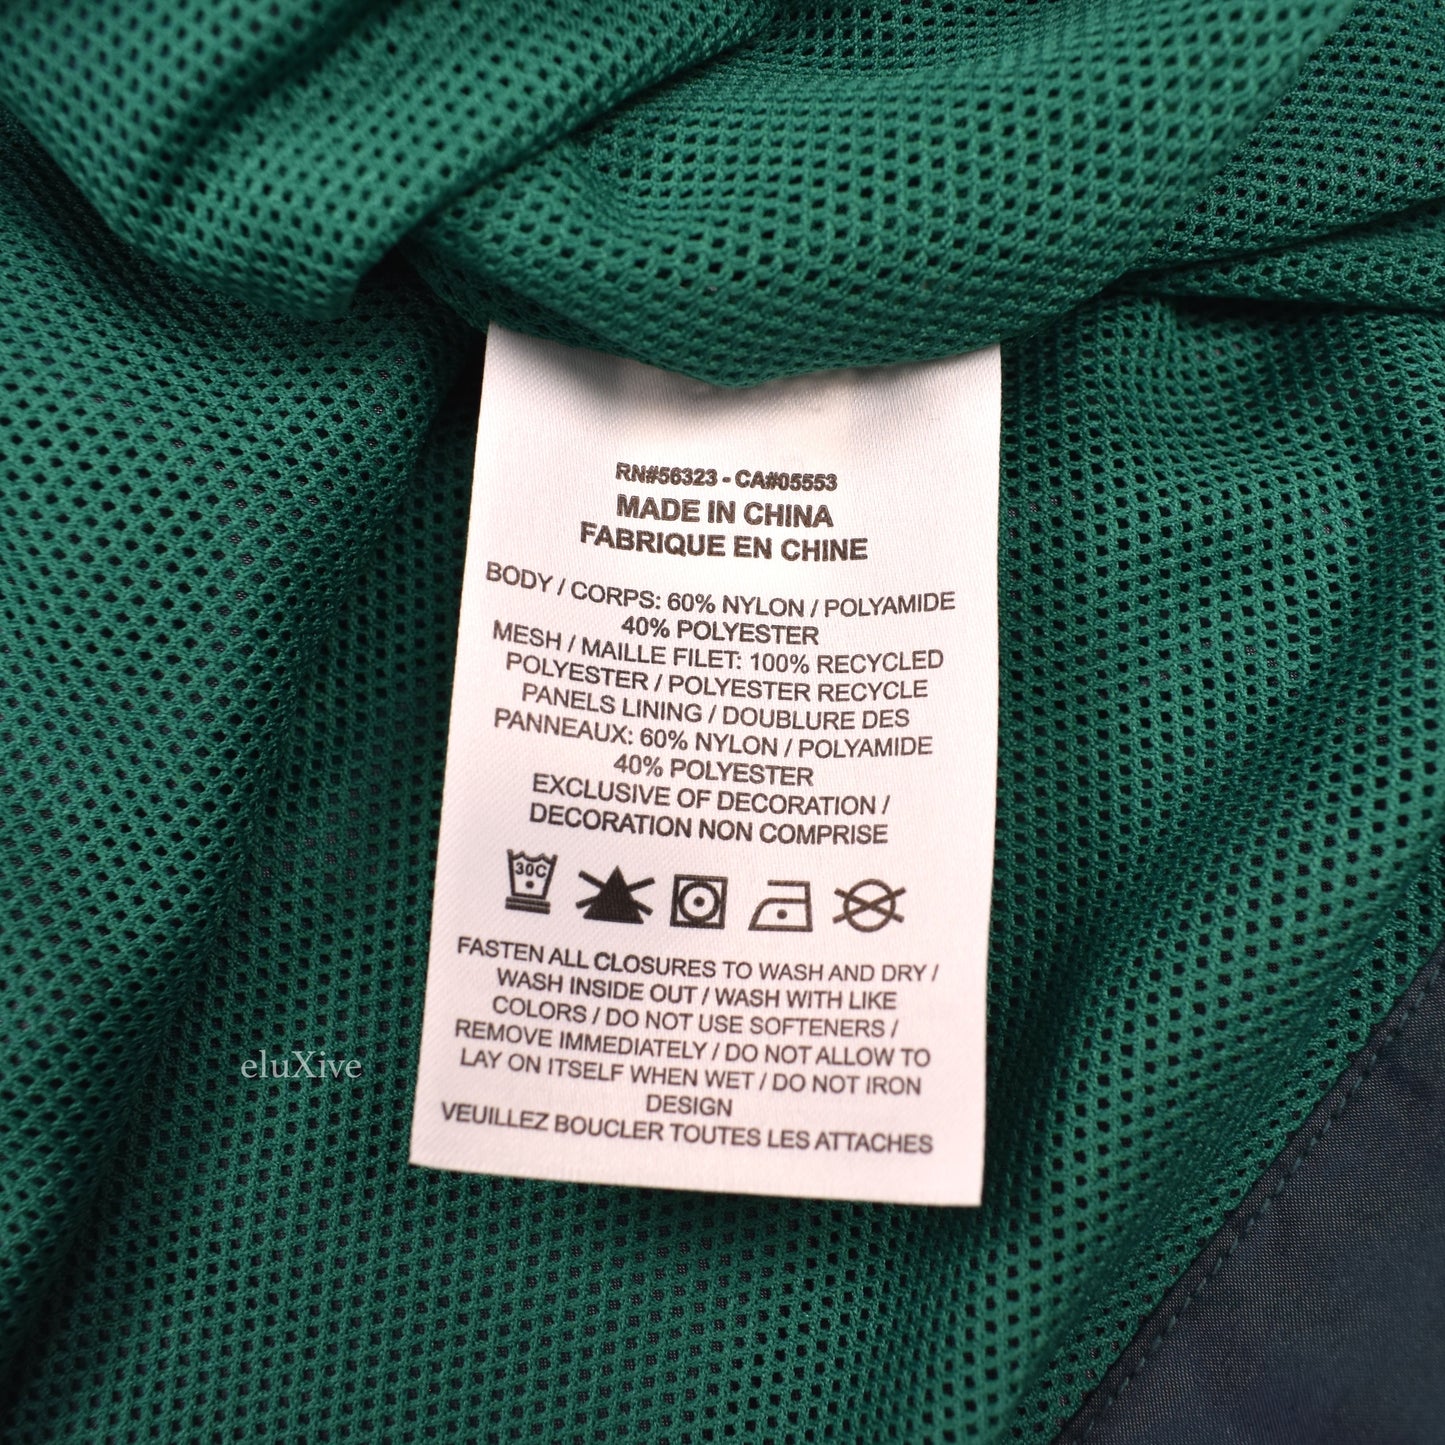 RN#56323 - CA#05553
MADE IN CHINA
FABRIQUE EN CHINE
BODY / CORPS: 60% NYLON / POLYAMIDE
40% POLYESTER
MESH / MAILLE FILET: 100% RECYCLED
POLYESTER / POLYESTER RECYCLE
PANELS LINING / DOUBLURE DES
PANNEAUX: 60% NYLON / POLYAMIDE
40% POLYESTER
EXCLUSIVE OF DECORATION /
DECORATION NON COMPRISE
30C
FASTEN ALL CLOSURES TO WASH AND DRY /
WASH INSIDE OUT / WASH WITH LIKE
COLORS / DO NOT USE SOFTENERS /
REMOVE IMMEDIATELY / DO NOT ALLOW TO
LAY ON ITSELF WHEN WET / DO NOT IRON
DESIGN
VEUILLEZ BOUCLER TOUTES LES ATTACHES
eluXive